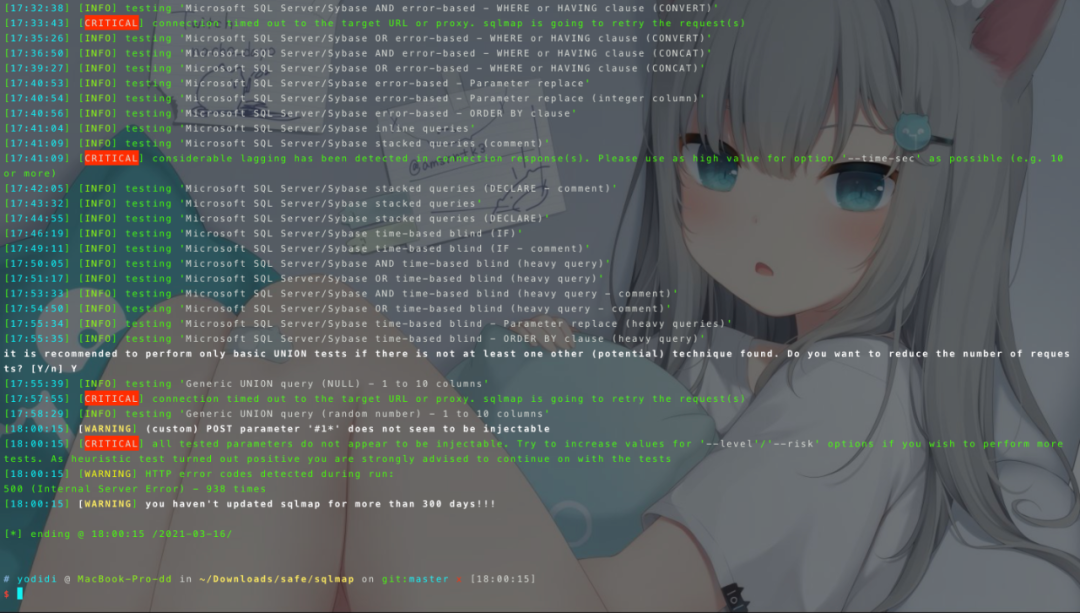 [17:32:38] [INFO] testing 'Microsoft SQL Server/Sybase AND error-based - WHERE or HAVING clause (CONVERT)'
[17:33:43] [CRITICAL] connection timed out to the target URL or proxy. sqlmap is going to retry the request(s)
[17:35:26] [INFO] testing 'Microsoft SQL Server/Sybase OR error-based - WHERE or HAVING clause (CONVERT)'
[17:36:50] [INFO] testing 'Microsoft SQL Server/Sybase AND error-based - WHERE or HAVING clause (CONCAT)'
[17:39:27] [INFO] testing 'Microsoft SQL Server/Sybase OR error-based - WHERE or HAVING clause (CONCAT)'
[17:40:53] [INFO] testing 'Microsoft SQL Server/Sybase error-based - Parameter replace'
[17:40:54] [INFO] testing 'Microsoft SQL Server/Sybase error-based - Parameter replace (integer column)'
[17:40:56] [INFO] testing 'Microsoft SQL Server/Sybase error-based - ORDER BY clause'
[17:41:04] [INFO] testing 'Microsoft SQL Server/Sybase inline queries'
[17:41:09] [INFO] testing 'Microsoft SQL Server/Sybase stacked queries (comment)'
[17:41:09] [CRITICAL] considerable lagging has been detected in connection response(s). Please use as high value for option '--time-sec' as possible (e.g. 10
or more)
[17:42:05] [INFO] testing 'Microsoft SQL Server/Sybase stacked queries (DECLARE - comment)'
[17:43:32] [INFO] testing 'Microsoft SQL Server/Sybase stacked queries'
[17:44:55] [INFO] testing 'Microsoft SQL Server/Sybase stacked queries (DECLARE)'
[17:46:19] [INFO] testing 'Microsoft SQL Server/Sybase time-based blind (IF)'
[17:49:11] [INFO] testing 'Microsoft SQL Server/Sybase time-based blind (IF - comment)'
[17:50:05] [INFO] testing 'Microsoft SQL Server/Sybase AND time-based blind (heavy query)'
[17:51:17] [INFO] testing 'Microsoft SQL Server/Sybase OR time-based blind (heavy query)'
[17:53:33] [INFO] testing 'Microsoft SQL Server/Sybase AND time-based blind (heavy query - comment)'
[17:54:50] [INFO] testing 'Microsoft SQL Server/Sybase OR time-based blind (heavy query - comment)'
[17:55:34] [INFO] testing 'Microsoft SQL Server/Sybase time-based blind - Parameter replace (heavy queries)'
[17:55:35] [INFO] testing 'Microsoft SQL Server/Sybase time-based blind - ORDER BY clause (heavy query)'
it is recommended to perform only basic UNION tests if there is not at least one other (potential) technique found. Do you want to reduce the number of reques
ts? [Y/n] Y
[17:55:39] [INFO] testing 'Generic UNION query (NULL) - 1 to 10 columns'
[17:57:55] [CRITICAL] connection timed out to the target URL or proxy. sqlmap is going to retry the request(s)
[17:58:29] [INFO] testing 'Generic UNION query (random number) - 1 to 10 columns'
[18:00:15] [WARNING] (custom) POST parameter '#1*' does not seem to be injectable
[18:00:15] [CRITICAL] all tested parameters do not appear to be injectable. Try to increase values for '--level'/'--risk' options if you wish to perform more
tests. As heuristic test turned out positive you are strongly advised to continue on with the tests
[18:00:15] [WARNING] HTTP error codes detected during run:
500 (Internal Server Error) - 938 times
[18:00:15] [WARNING] you haven't updated sqlmap for more than 300 days!!!
[*] ending @ 18:00:15 /2021-03-16/
# yodidi @ MacBook-Pro-dd in ~/Downloads/safe/sqlmap on git:master [18:00:15]
$